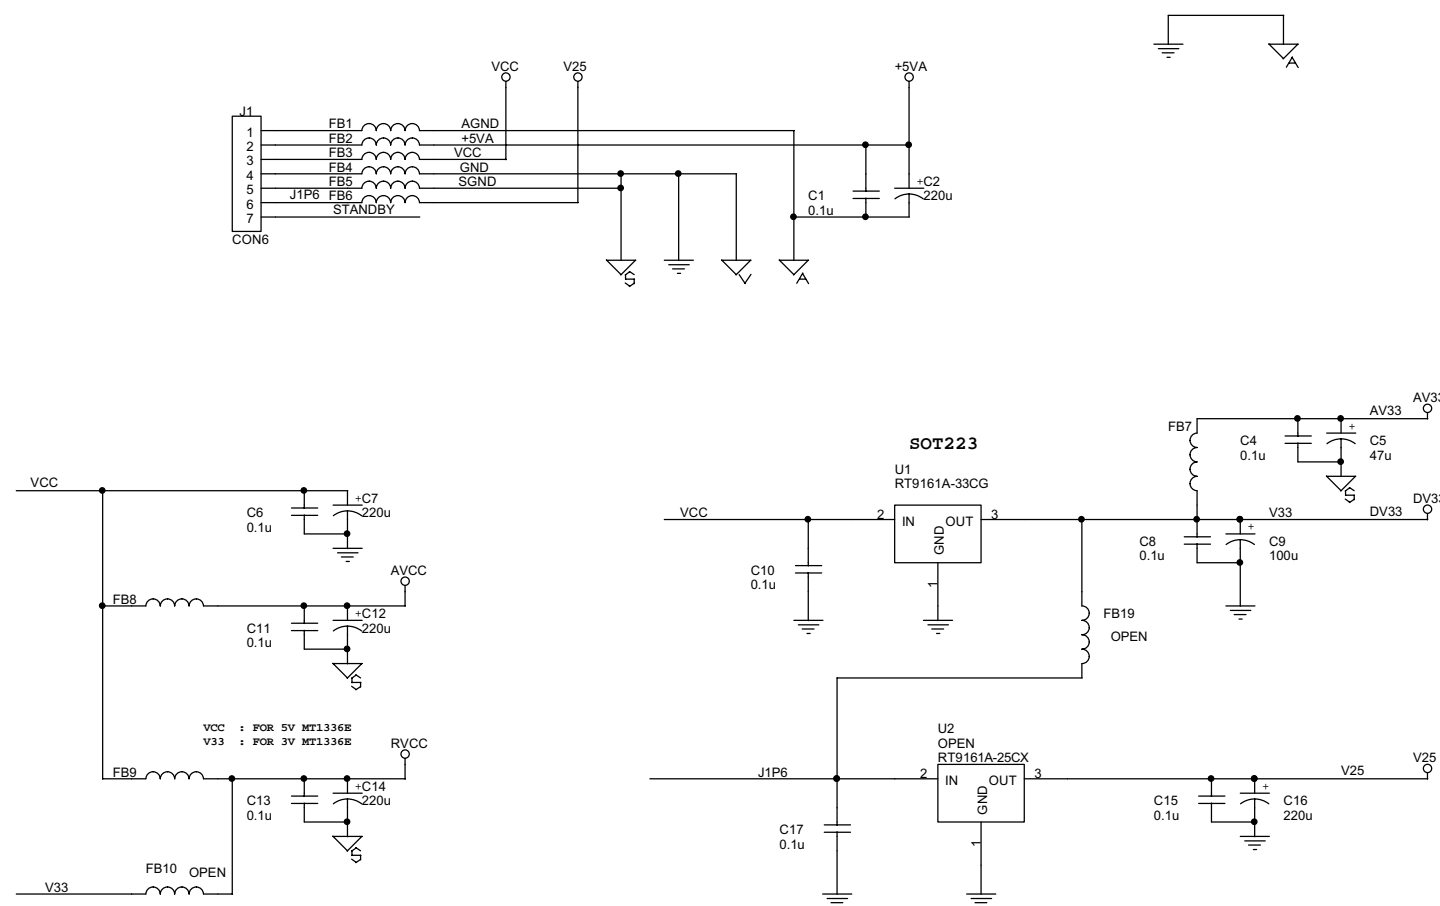 VCC
V25
+5VA
A
J1
1
FB1
AGND
2
FB2
+5VA
3
FB3
VCC
4
FB4
GND
5
FB5
SGND
6
J1P6
FB6
7
STANDBY
CON6
C1
0.1u
+C2
220u
S
V
A
AV33
AV33
FB7
C4
0.1u
+
C5
47u
S
SOT223
U1
RT9161A-33CG
VCC
2
IN
OUT
GND
3
1
V33
DV33
DV33
C10
0.1u
C8
0.1u
+
C9
100u
FB19
OPEN
VCC
C6
0.1u
+C7
220u
AVCC
FB8
C11
0.1u
+C12
220u
S
VCC : FOR 5V MT1336E
V33 : FOR 3V MT1336E
RVCC
FB9
C13
0.1u
+C14
220u
S
FB10
OPEN
V33
U2
OPEN
RT9161A-25CX
J1P6
2
IN
OUT
GND
3
1
V25
V25
C17
0.1u
C15
0.1u
+
C16
220u